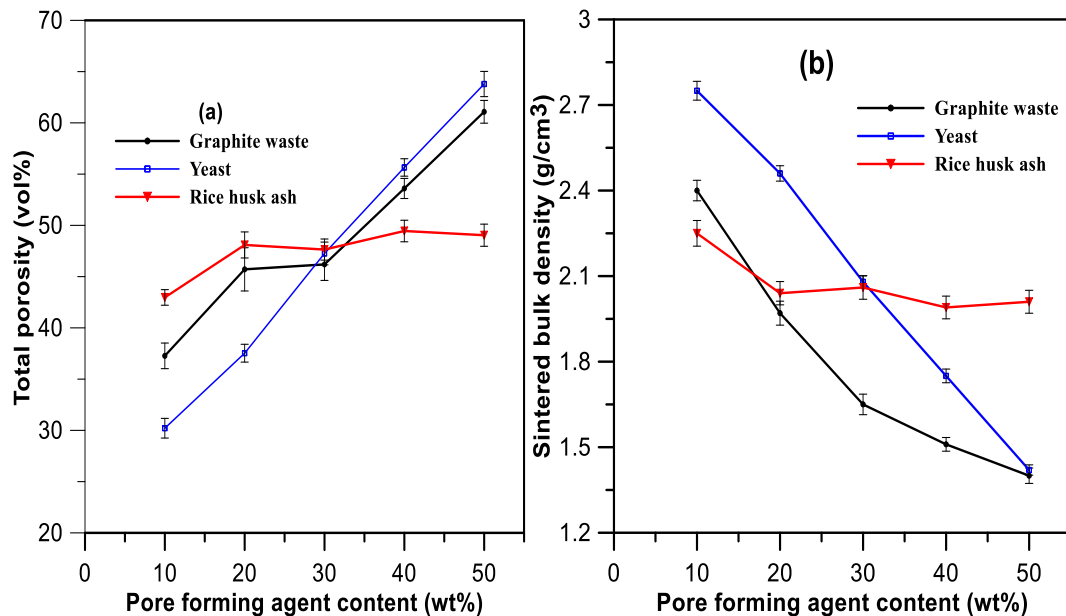 70
60
50
40
30
20
0
10
20
30
40
50
Total porosity (vol%)
Pore forming agent content (wt%)
(a)
Graphite waste
Yeast
Rice husk ash
3
2.7
2.4
2.1
1.8
1.5
1.2
0
10
20
30
40
50
Sintered bulk density (g/cm3)
Pore forming agent content (wt%)
(b)
Graphite waste
Yeast
Rice husk ash